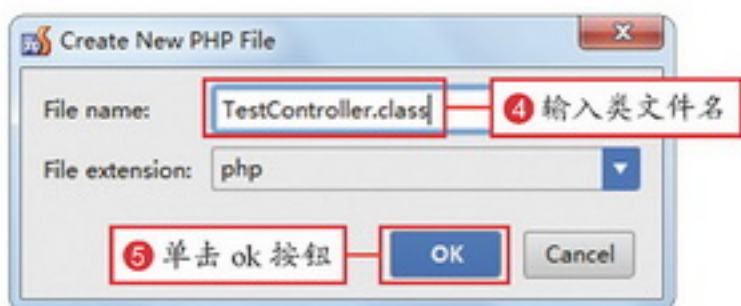 Create New PHP File
File name: TestController.class ❹ 输入类文件名
File extension: php
❺ 单击 ok 按钮 OK Cancel